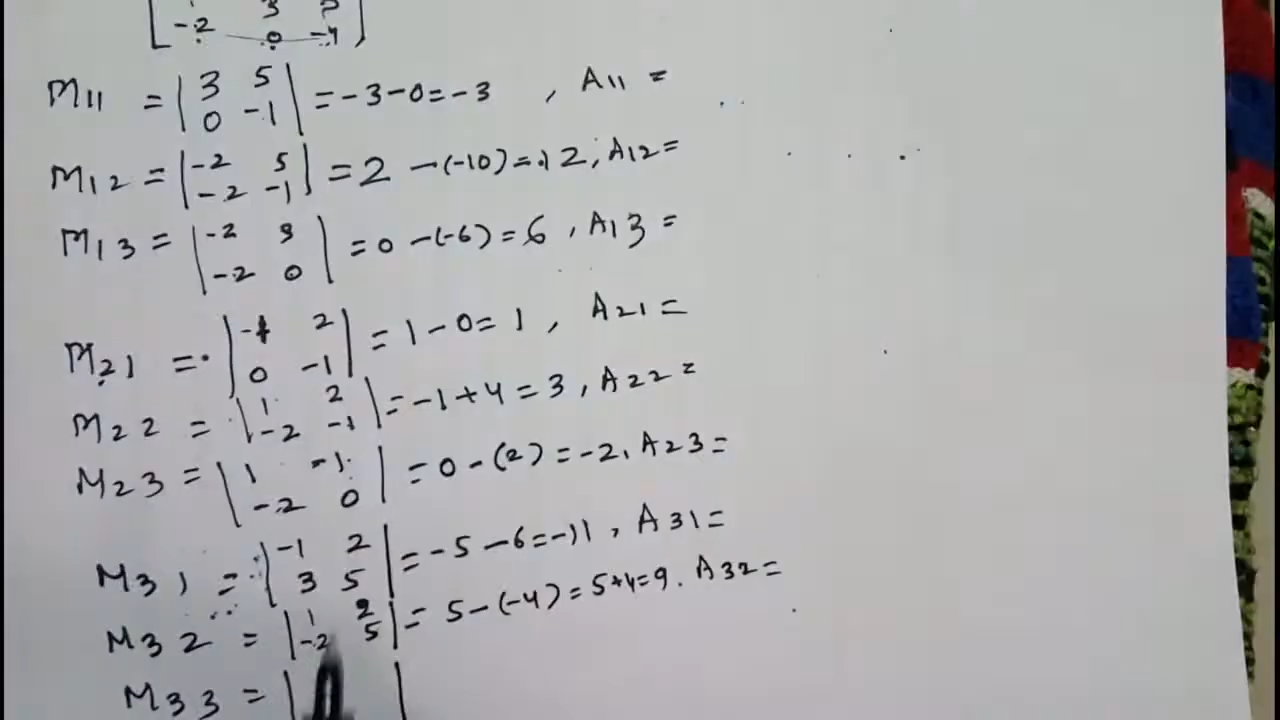 -2 0 -1
M11 = | 3 5 | = -3-0=-3 , A11 =
| 0 -1 |
M12 = | -2 5 | = 2 -(-10)=12, A12=
| -2 -1 |
M13 = | -2 3 | = 0 -(-6) = 6 , A13 =
| -2 0 |
M21 = | -1 2 | = 1-0= 1 , A21 =
| 0 -1 |
M22 = | 1 2 | = -1+4=3, A22=
| -2 -1 |
M23 = | 1 -1 | = 0-(2) = -2, A23=
| -2 0 |
M31 = | -1 2 | = -5-6=-11 , A31=
| 3 5 |
M32 = | 1 2 | = 5-(-4)=5+4=9. A32=
| -2 5 |
M33 = | |